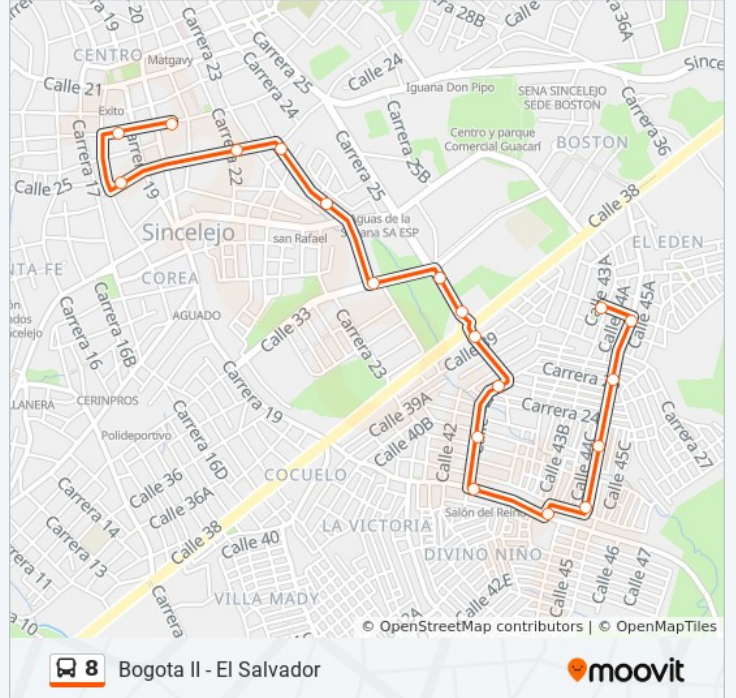 Carrera 19
20
Carrera 23
Carrera 25
Carrera 24
Calle 24
Carrera 28B
Calle
Carrera 36A
CENTRO
Matgavy
Calle 21
Exito
Iguana Don Pipo
SENA SINCELEJO
SEDE BOSTON
Since
Carrera 36
Carrera 22
Carrera 25B
Centro y parque
Comercial Guacarí
BOSTON
Carrera 17
Carrera 19
Calle 25
Carrera 25
Calle 38
Sincelejo
san Rafael
Aguas de la
Sabana SA ESP
EL EDEN
NTA FE
COREA
Calle 43A
Calle 44A
Calle 45A
AGUADO
Calle 33
Carrera 16
Carrera 16B
Carrera 23
Calle 39
LLANERA
CERINPROS
Carrera 19
Calle 39A
Carrera 24
Polideportivo
Carrera 16D
Calle 40B
Calle 42
Calle 43B
Calle 44C
Calle 45C
Carrera 27
Calle 36
COCUELO
Calle 36A
Carrera 14
Salón del Reino
Calle 38
LA VICTORIA
Carrera 13
Calle 40
DIVINO NIÑO
Calle 45
Calle 46
Calle 47
Carrera 11
VILLA MADY
Calle 42E
Carrera
a 10
2A
© OpenStreetMap contributors | © OpenMapTiles
8 Bogota II - El Salvador
moovit